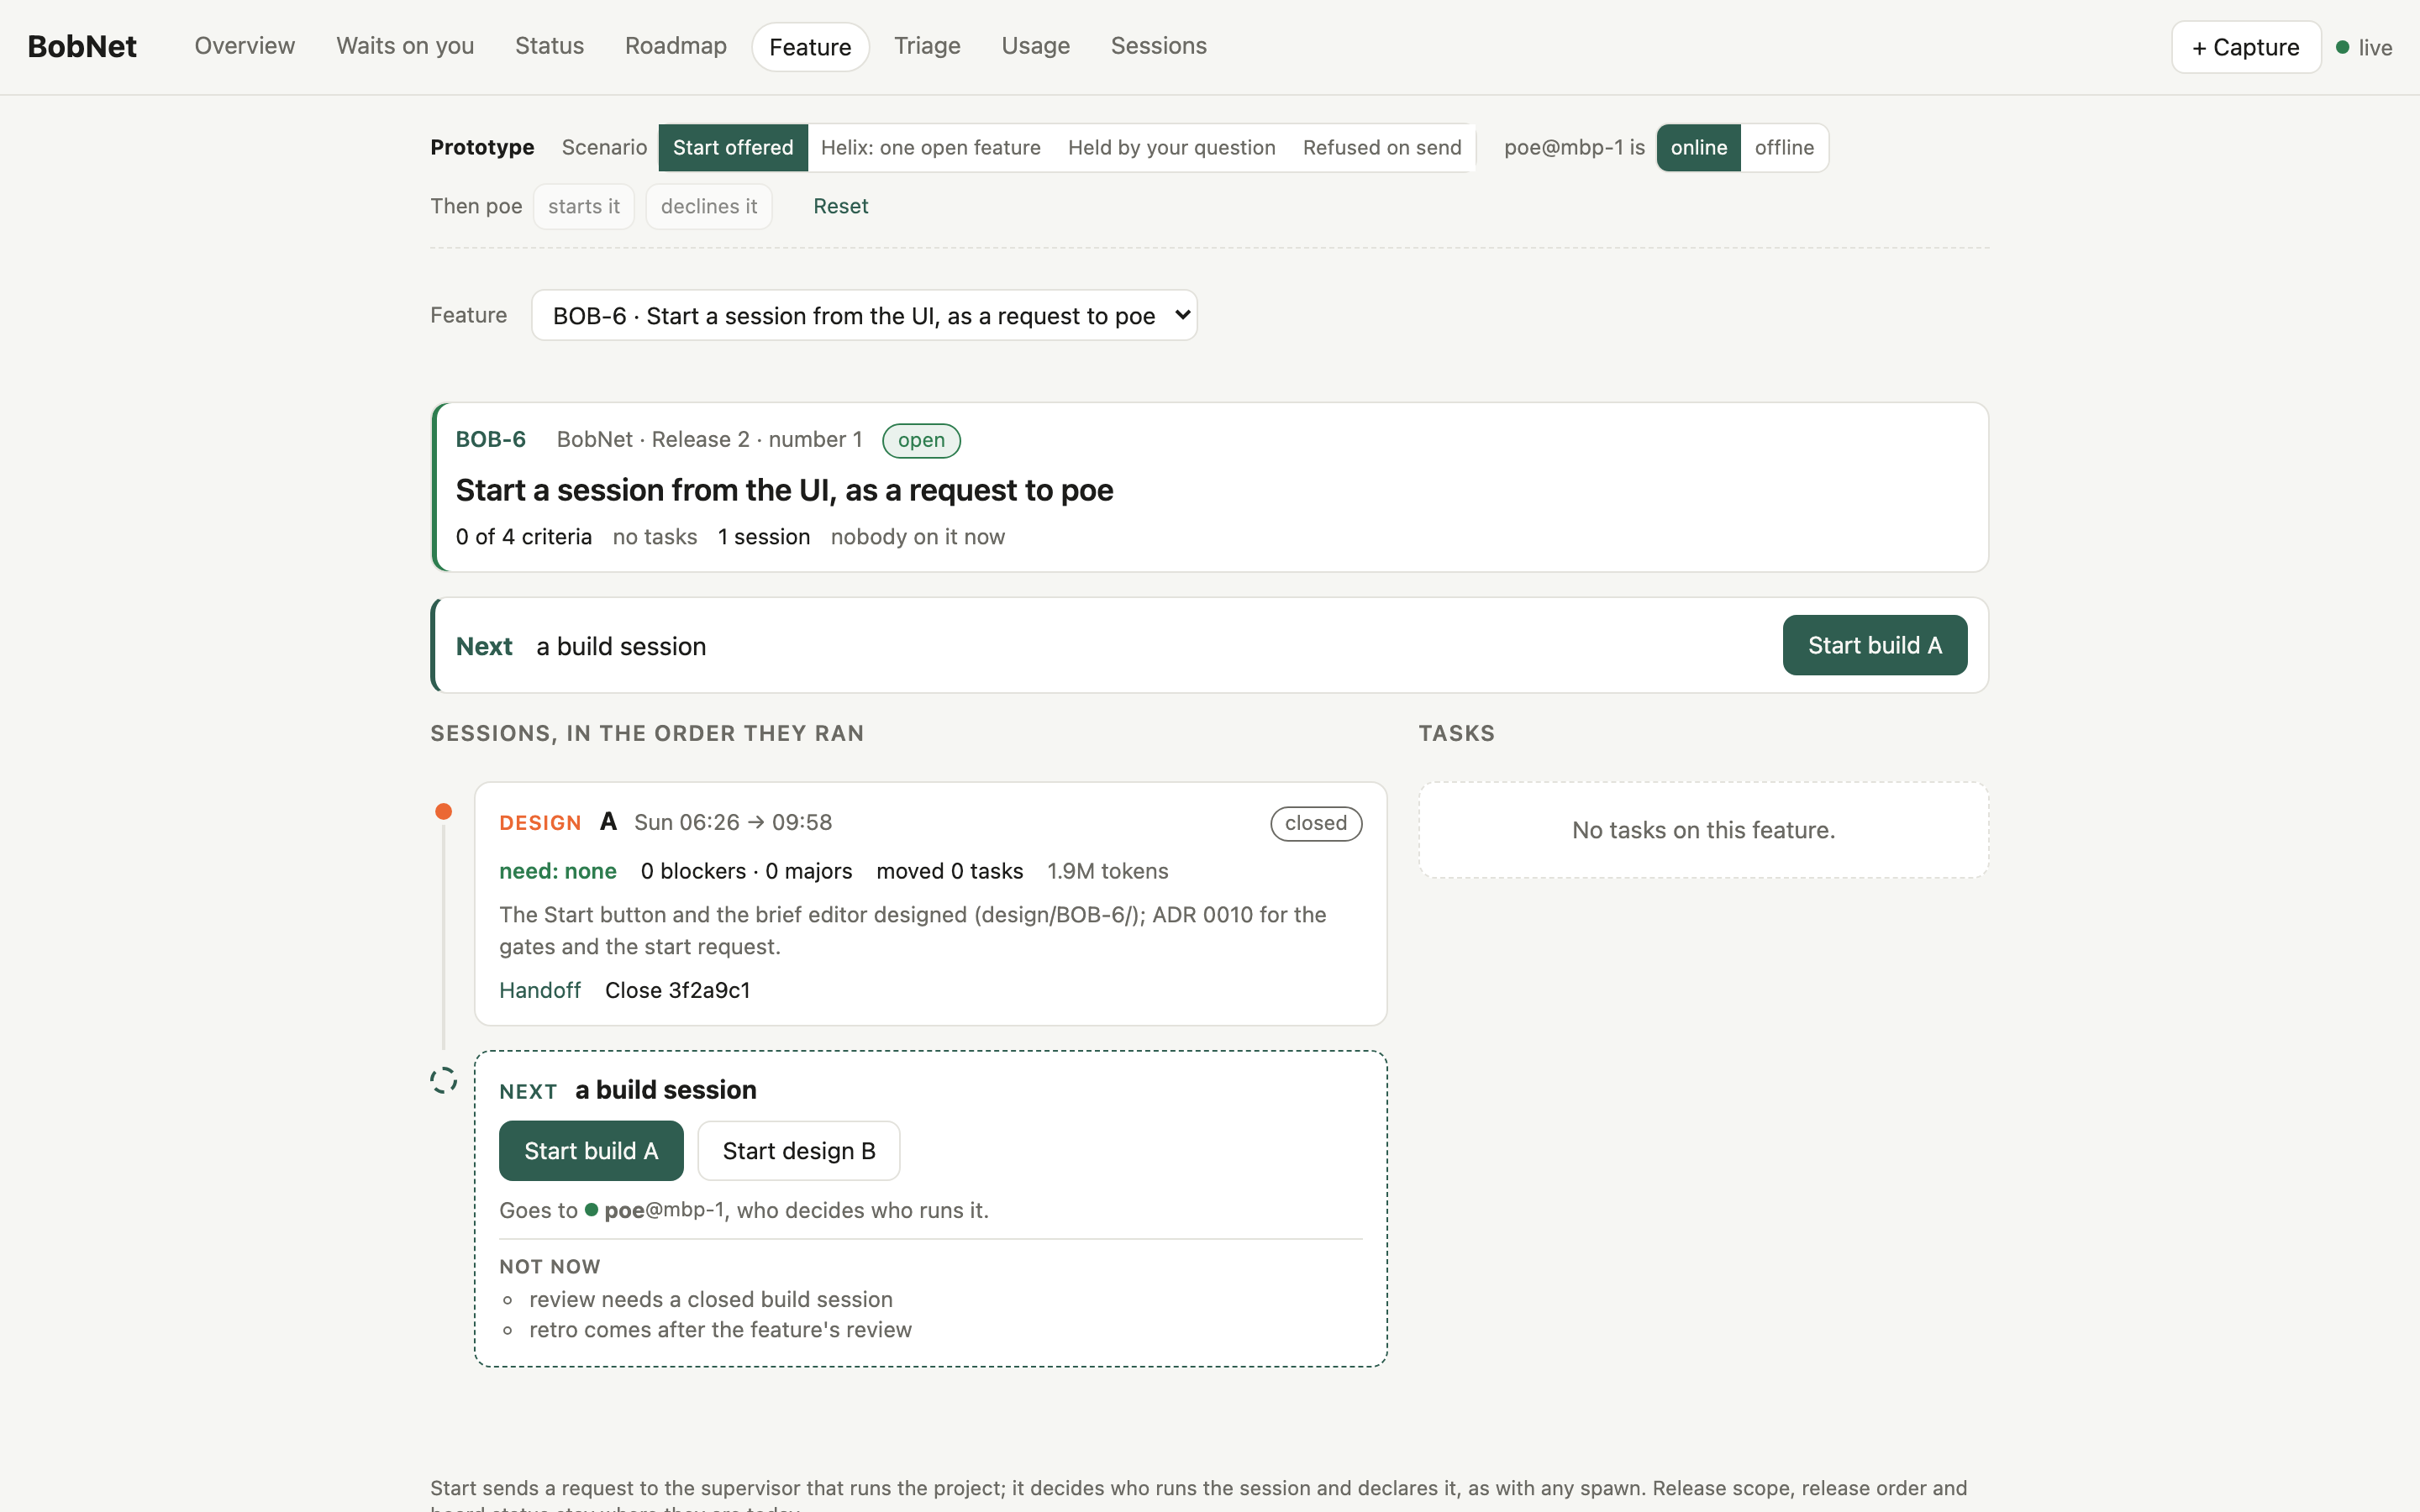 BobNet Overview Waits on you Status Roadmap Feature Triage Usage Sessions + Capture live
Prototype Scenario Start offered Helix: one open feature Held by your question Refused on send poe@mbp-1 is online offline
Then poe starts it declines it Reset
Feature BOB-6 · Start a session from the UI, as a request to poe
BOB-6 BobNet · Release 2 · number 1 open
Start a session from the UI, as a request to poe
0 of 4 criteria no tasks 1 session nobody on it now
Next a build session Start build A
SESSIONS, IN THE ORDER THEY RAN
DESIGN A Sun 06:26 → 09:58 closed
need: none 0 blockers · 0 majors moved 0 tasks 1.9M tokens
The Start button and the brief editor designed (design/BOB-6/); ADR 0010 for the
gates and the start request.
Handoff Close 3f2a9c1
NEXT a build session
Start build A Start design B
Goes to poe@mbp-1, who decides who runs it.
NOT NOW
review needs a closed build session
retro comes after the feature's review
TASKS
No tasks on this feature.
Start sends a request to the supervisor that runs the project; it decides who runs the session and declares it, as with any spawn. Release scope, release order and